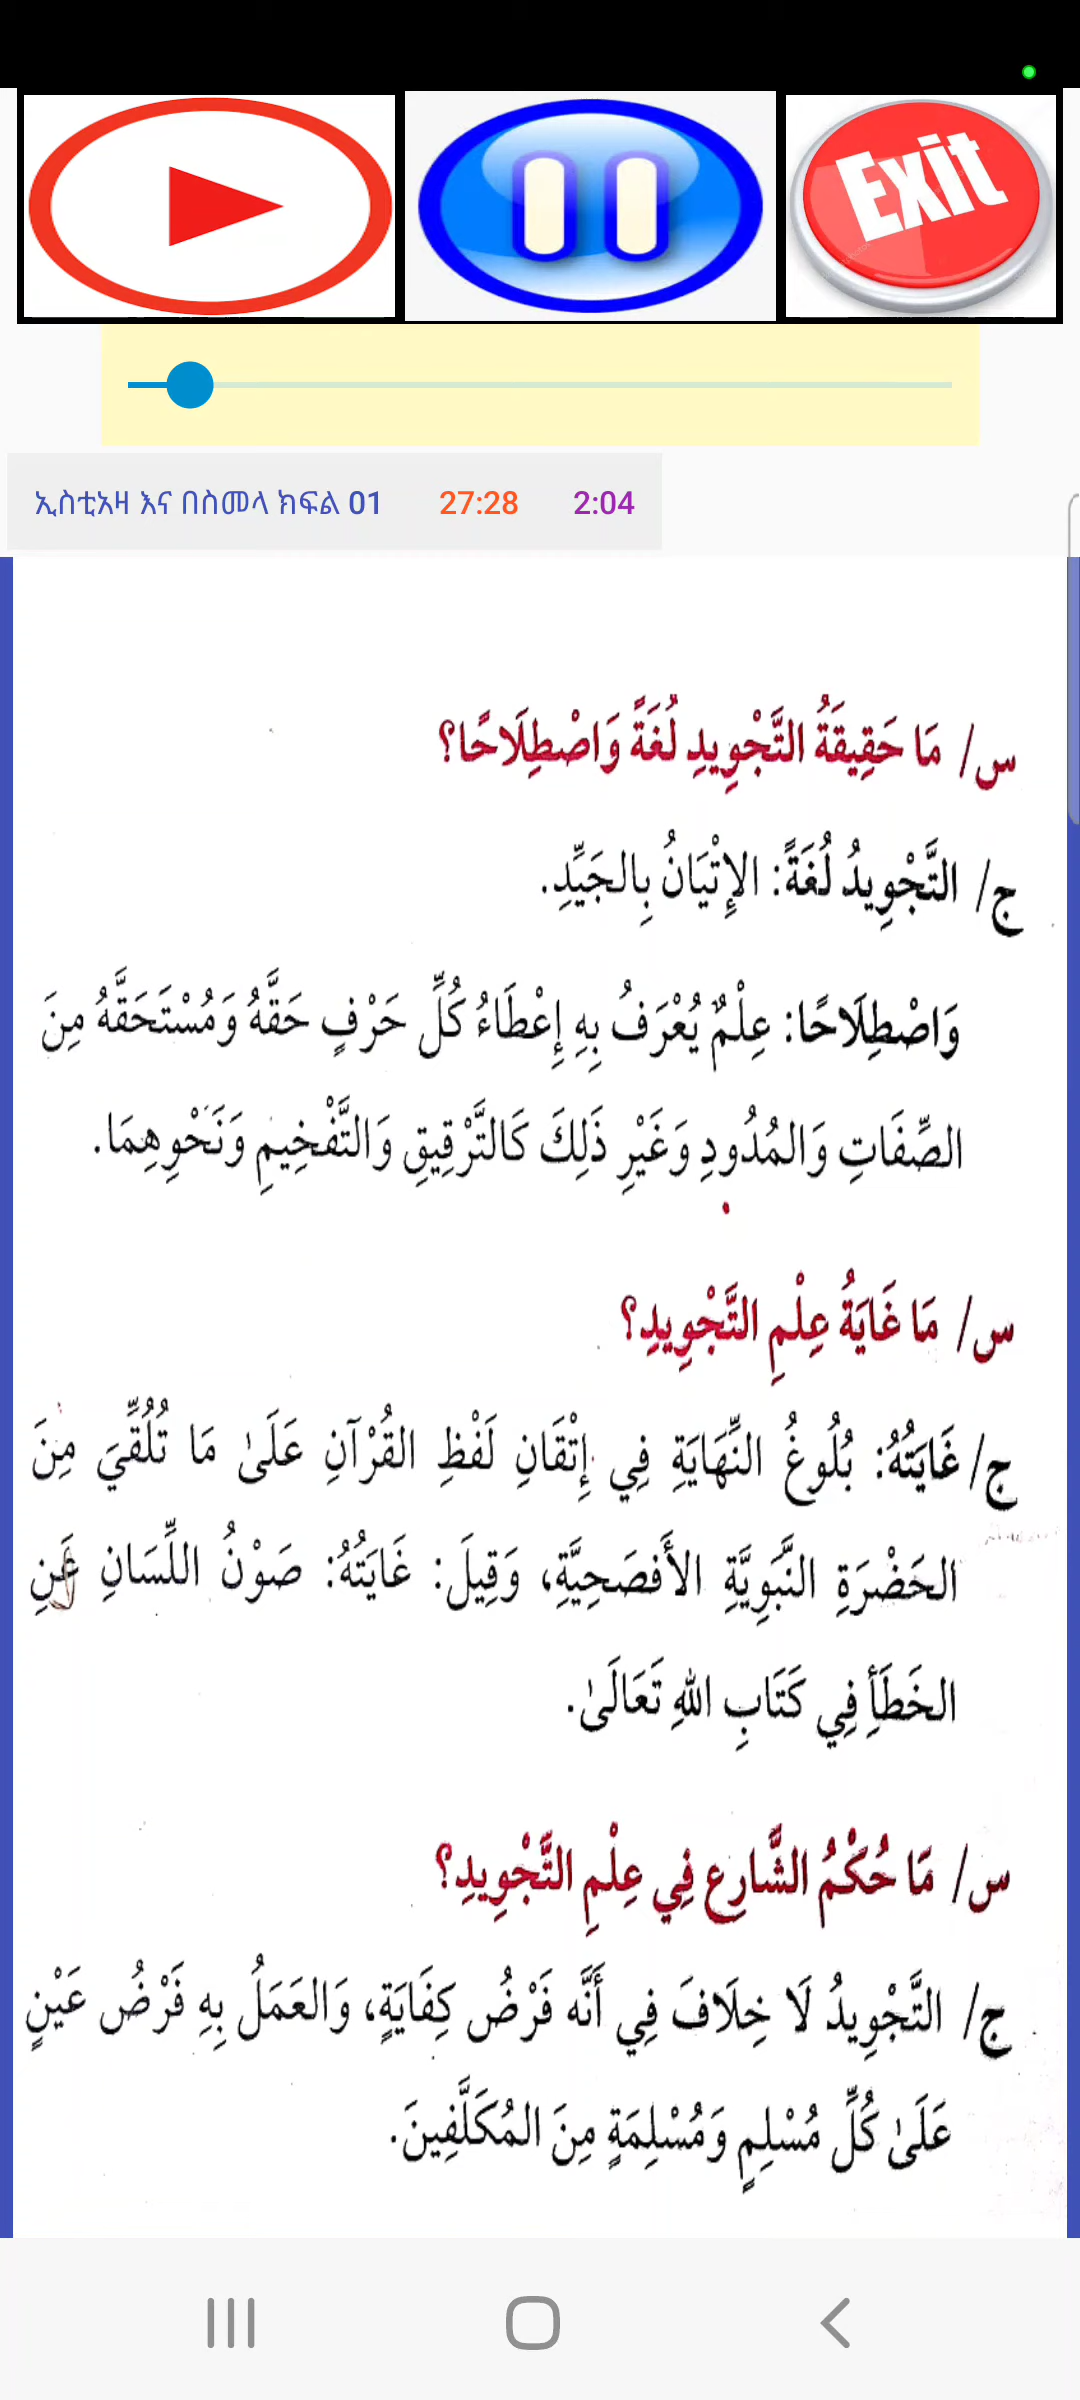 Exit
ኢስቲአዛ እና በስመላ ክፍል 01 27:28 2:04
س/ مَا حَقِيقَةُ التَّجْوِيدِ لُغَةً وَاصْطِلَاحًا؟
ج/ التَّجْوِيدُ لُغَةً: الإِتْيَانُ بِالجَيِّدِ.
وَاصْطِلَاحًا: عِلْمٌ يُعْرَفُ بِهِ إِعْطَاءُ كُلِّ حَرْفٍ حَقَّهُ وَمُسْتَحَقَّهُ مِنَ
الصِّفَاتِ وَالمُدُودِ وَغَيْرِ ذَلِكَ كَالتَّرْقِيقِ وَالتَّفْخِيمِ وَنَحْوِهِمَا.
س/ مَا غَايَةُ عِلْمِ التَّجْوِيدِ؟
ج/ غَايَتُهُ: بُلُوغُ النِّهَايَةِ فِي إِتْقَانِ لَفْظِ القُرْآنِ عَلَىٰ مَا تُلُقِّيَ مِنَ
الحَضْرَةِ النَّبَوِيَّةِ الأَفْصَحِيَّةِ، وَقِيلَ: غَايَتُهُ: صَوْنُ اللِّسَانِ عَنِ
الخَطَأِ فِي كَتَابِ اللهِ تَعَالَىٰ.
س/ مَا حُكْمُ الشَّارِعِ فِي عِلْمِ التَّجْوِيدِ؟
ج/ التَّجْوِيدُ لَا خِلَافَ فِي أَنَّه فَرْضُ كِفَايَةٍ، وَالعَمَلُ بِهِ فَرْضُ عَيْنٍ
عَلَىٰ كُلِّ مُسْلِمٍ وَمُسْلِمَةٍ مِنَ المُكَلَّفِينَ.